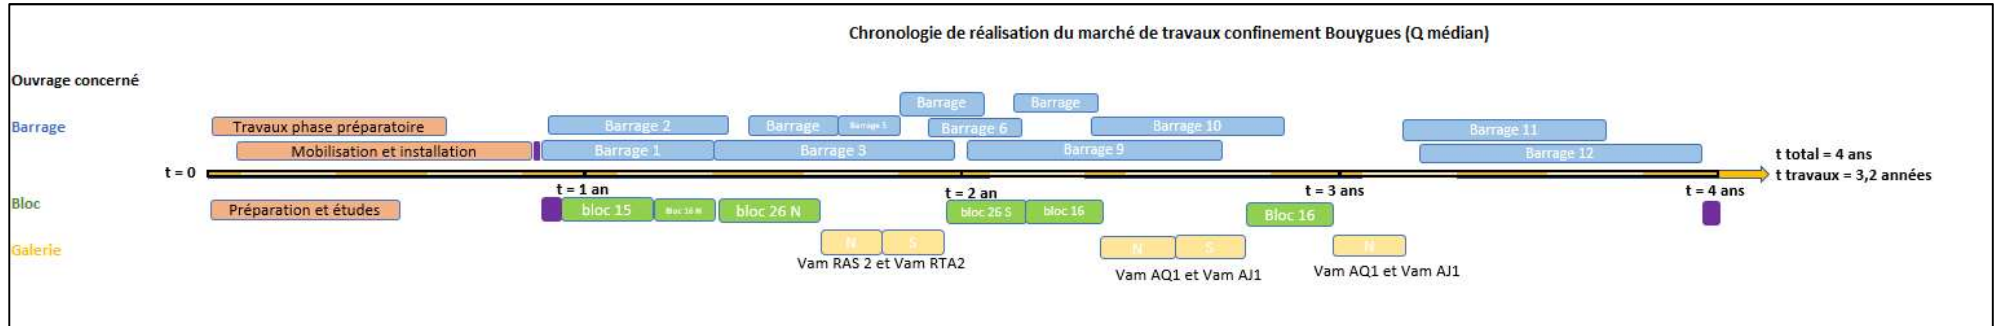 Chronologie de réalisation du marché de travaux confinement Bouygues (Q médian)
Ouvrage concerné
Barrage
Barrage
Barrage
Travaux phase préparatoire
Barrage 2
Barrage
Barrage 5
Barrage 6
Barrage 10
Barrage 11
Mobilisation et installation
Barrage 1
Barrage 3
Barrage 9
Barrage 12
t total = 4 ans
t = 0
t travaux = 3,2 années
t = 1 an
t = 2 an
t = 3 ans
t = 4 ans
Bloc
Préparation et études
bloc 15
Bloc 16 N
bloc 26 N
bloc 26 S
bloc 16
Bloc 16
Galerie
N
S
N
S
N
Vam RAS 2 et Vam RTA2
Vam AQ1 et Vam AJ1
Vam AQ1 et Vam AJ1